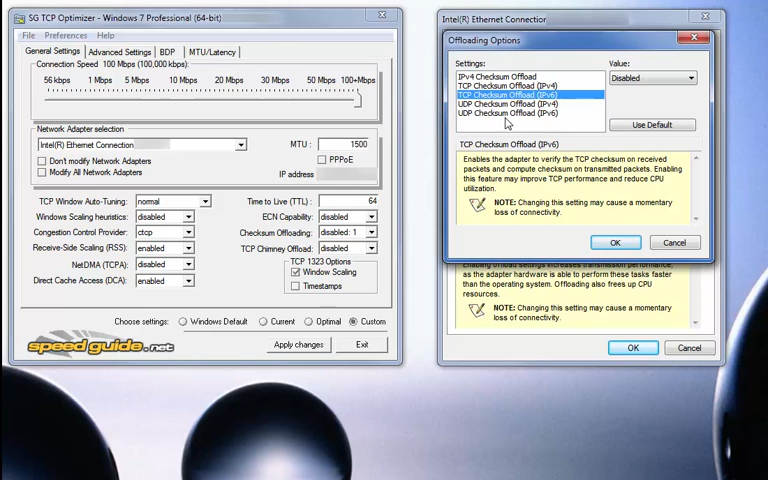 SG TCP Optimizer - Windows 7 Professional (64-bit)
File Preferences Help
General Settings Advanced Settings BDP MTU/Latency
Connection Speed 100 Mbps (100,000 kbps)
56 kbps 1 Mbps 5 Mbps 10 Mbps 20 Mbps 30 Mbps 50 Mbps 100+Mbps
Network Adapter selection
Intel(R) Ethernet Connection
MTU : 1500
Don't modify Network Adapters
PPPoE
Modify All Network Adapters
IP address
TCP Window Auto-Tuning: normal
Time to Live (TTL) : 64
Windows Scaling heuristics: disabled
ECN Capability: disabled
Congestion Control Provider: ctcp
Checksum Offloading: disabled: 1
Receive-Side Scaling (RSS): enabled
TCP Chimney Offload: disabled
NetDMA (TCPA): disabled
TCP 1323 Options
Window Scaling
Direct Cache Access (DCA): enabled
Timestamps
Choose settings: Windows Default Current Optimal Custom
speed guide.net
Apply changes
Exit
Intel(R) Ethernet Connection
Offloading Options
Settings:
Value:
IPv4 Checksum Offload
TCP Checksum Offload (IPv4)
TCP Checksum Offload (IPv6)
UDP Checksum Offload (IPv4)
UDP Checksum Offload (IPv6)
Disabled
Use Default
TCP Checksum Offload (IPv6)
Enables the adapter to verify the TCP checksum on received
packets and compute checksum on transmitted packets. Enabling
this feature may improve TCP performance and reduce CPU
utilization.
NOTE: Changing this setting may cause a momentary
loss of connectivity.
OK
Cancel
Enabling offload settings increases transmission performance,
as the adapter hardware is able to perform these tasks faster
than the operating system. Offloading also frees up CPU
resources.
NOTE: Changing this setting may cause a momentary
loss of connectivity.
OK
Cancel